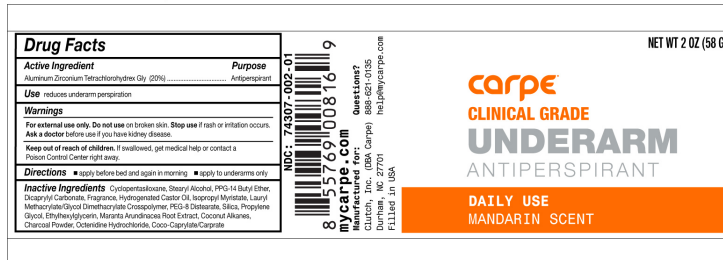 Drug Facts
Active Ingredient Purpose
Aluminum Zirconium Tetrachlorohydrex Gly (20%) ........................ Antiperspirant
Use reduces underarm perspiration
Warnings
For external use only. Do not use on broken skin. Stop use if rash or irritation occurs.
Ask a doctor before use if you have kidney disease.
Keep out of reach of children. If swallowed, get medical help or contact a
Poison Control Center right away.
Directions ■ apply before bed and again in morning ■ apply to underarms only
Inactive Ingredients Cyclopentasiloxane, Stearyl Alcohol, PPG-14 Butyl Ether,
Dicaprylyl Carbonate, Fragrance, Hydrogenated Castor Oil, Isopropyl Myristate, Lauryl
Methacrylate/Glycol Dimethacrylate Crosspolymer, PEG-8 Distearate, Silica, Propylene
Glycol, Ethylhexylglycerin, Maranta Arundinacea Root Extract, Coconut Alkanes,
Charcoal Powder, Octenidine Hydrochloride, Coco-Caprylate/Carprate
NDC: 74307-002-01
8 55769 00816 9
mycarpe.com
Manufactured for: Questions?
Clutch, Inc. (DBA Carpe) 888-621-0135
Durham, NC 27701 help@mycarpe.com
Filled in USA
NET WT 2 OZ (58 G
carpe
CLINICAL GRADE
UNDERARM
ANTIPERSPIRANT
DAILY USE
MANDARIN SCENT